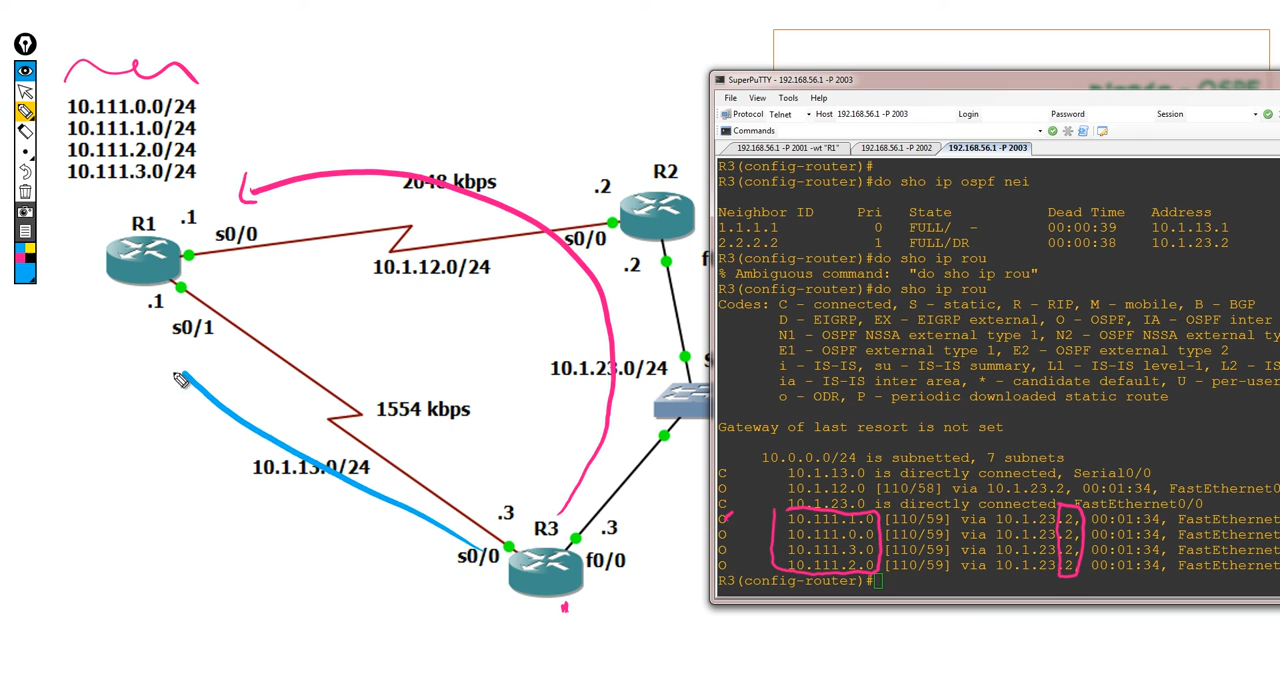 10.111.0.0/24
10.111.1.0/24
10.111.2.0/24
10.111.3.0/24
R1
.1
s0/0
2048 kbps
.2
R2
s0/0
10.1.12.0/24
.2
.1
s0/1
10.1.23.0/24
1554 kbps
10.1.13.0/24
.3
R3
.3
s0/0
f0/0
SuperPuTTY - 192.168.56.1 -P 2003
File View Tools Help
Protocol Telnet Host 192.168.56.1 -P 2003 Login Password Session
Commands
192.168.56.1 -P 2001 -wt "R1" 192.168.56.1 -P 2002 192.168.56.1 -P 2003
R3(config-router)#
R3(config-router)#do sho ip ospf nei
Neighbor ID Pri State Dead Time Address
1.1.1.1 0 FULL/ - 00:00:39 10.1.13.1
2.2.2.2 1 FULL/DR 00:00:38 10.1.23.2
R3(config-router)#do sho ip rou
% Ambiguous command: "do sho ip rou"
R3(config-router)#do sho ip rou
Codes: C - connected, S - static, R - RIP, M - mobile, B - BGP
D - EIGRP, EX - EIGRP external, O - OSPF, IA - OSPF inter
N1 - OSPF NSSA external type 1, N2 - OSPF NSSA external ty
E1 - OSPF external type 1, E2 - OSPF external type 2
i - IS-IS, su - IS-IS summary, L1 - IS-IS level-1, L2 - IS
ia - IS-IS inter area, * - candidate default, U - per-user
o - ODR, P - periodic downloaded static route
Gateway of last resort is not set
10.0.0.0/24 is subnetted, 7 subnets
C 10.1.13.0 is directly connected, Serial0/0
O 10.1.12.0 [110/58] via 10.1.23.2, 00:01:34, FastEthernet0
C 10.1.23.0 is directly connected, FastEthernet0/0
O 10.111.1.0 [110/59] via 10.1.23.2, 00:01:34, FastEthernet
O 10.111.0.0 [110/59] via 10.1.23.2, 00:01:34, FastEthernet
O 10.111.3.0 [110/59] via 10.1.23.2, 00:01:34, FastEthernet
O 10.111.2.0 [110/59] via 10.1.23.2, 00:01:34, FastEthernet
R3(config-router)#